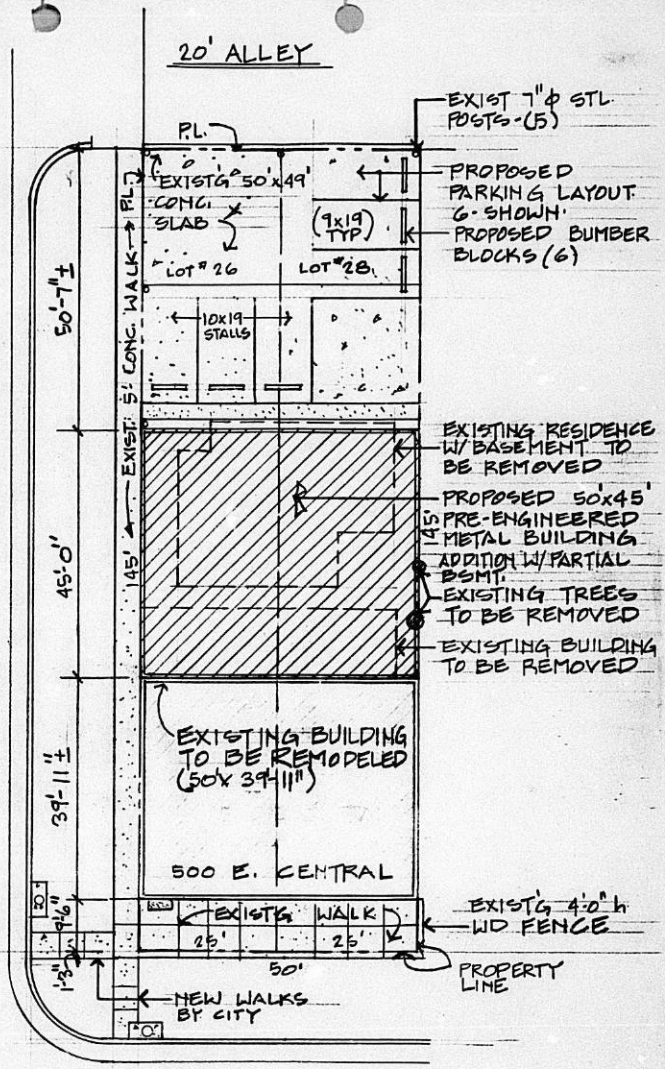 20' ALLEY
EXIST 7"φ STL.
POSTS-(5)
P.L.
P.L.
EXIST'G 50'x49'
CONC.
SLAB
(9x19
TYP)
PROPOSED
PARKING LAYOUT
6-SHOWN.
PROPOSED BUMBER
BLOCKS (6)
LOT #26
LOT #28
10x19
STALLS
50'-7"±
EXIST. 5' CONC. WALK
145'
45'-0"
EXISTING RESIDENCE
W/ BASEMENT TO
BE REMOVED
PROPOSED 50'x45'
PRE-ENGINEERED
METAL BUILDING
ADDITION W/ PARTIAL
BSMT.
145'
EXISTING TREES
TO BE REMOVED
EXISTING BUILDING
TO BE REMOVED
EXISTING BUILDING
TO BE REMODELED
(50'x 39'-11")
39'-11"±
500 E. CENTRAL
9'-6"
EXIST'G WALK
25' 25'
50'
EXIST'G 4'-0" h
WD FENCE
PROPERTY
LINE
NEW WALKS
BY CITY